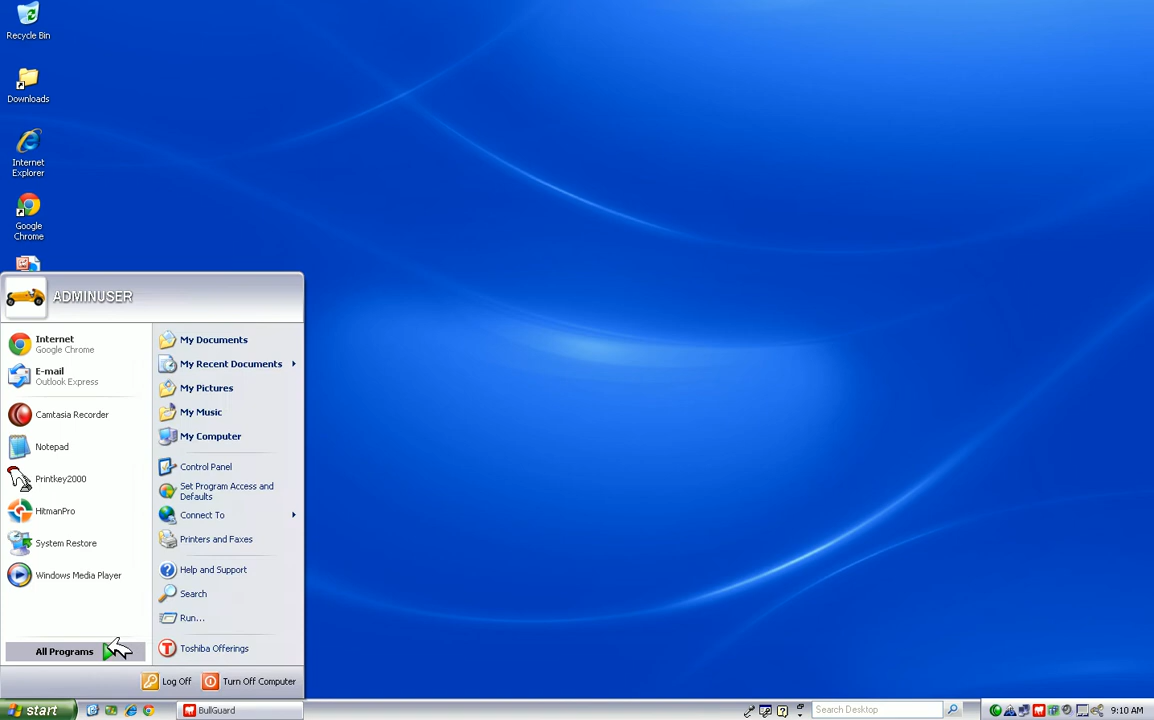 Recycle Bin
Downloads
Internet
Explorer
Google
Chrome
ADMINUSER
Internet
Google Chrome
E-mail
Outlook Express
Camtasia Recorder
Notepad
Printkey2000
HitmanPro
System Restore
Windows Media Player
All Programs
My Documents
My Recent Documents
My Pictures
My Music
My Computer
Control Panel
Set Program Access and
Defaults
Connect To
Printers and Faxes
Help and Support
Search
Run...
Toshiba Offerings
Log Off
Turn Off Computer
start
BullGuard
Search Desktop
9:10 AM